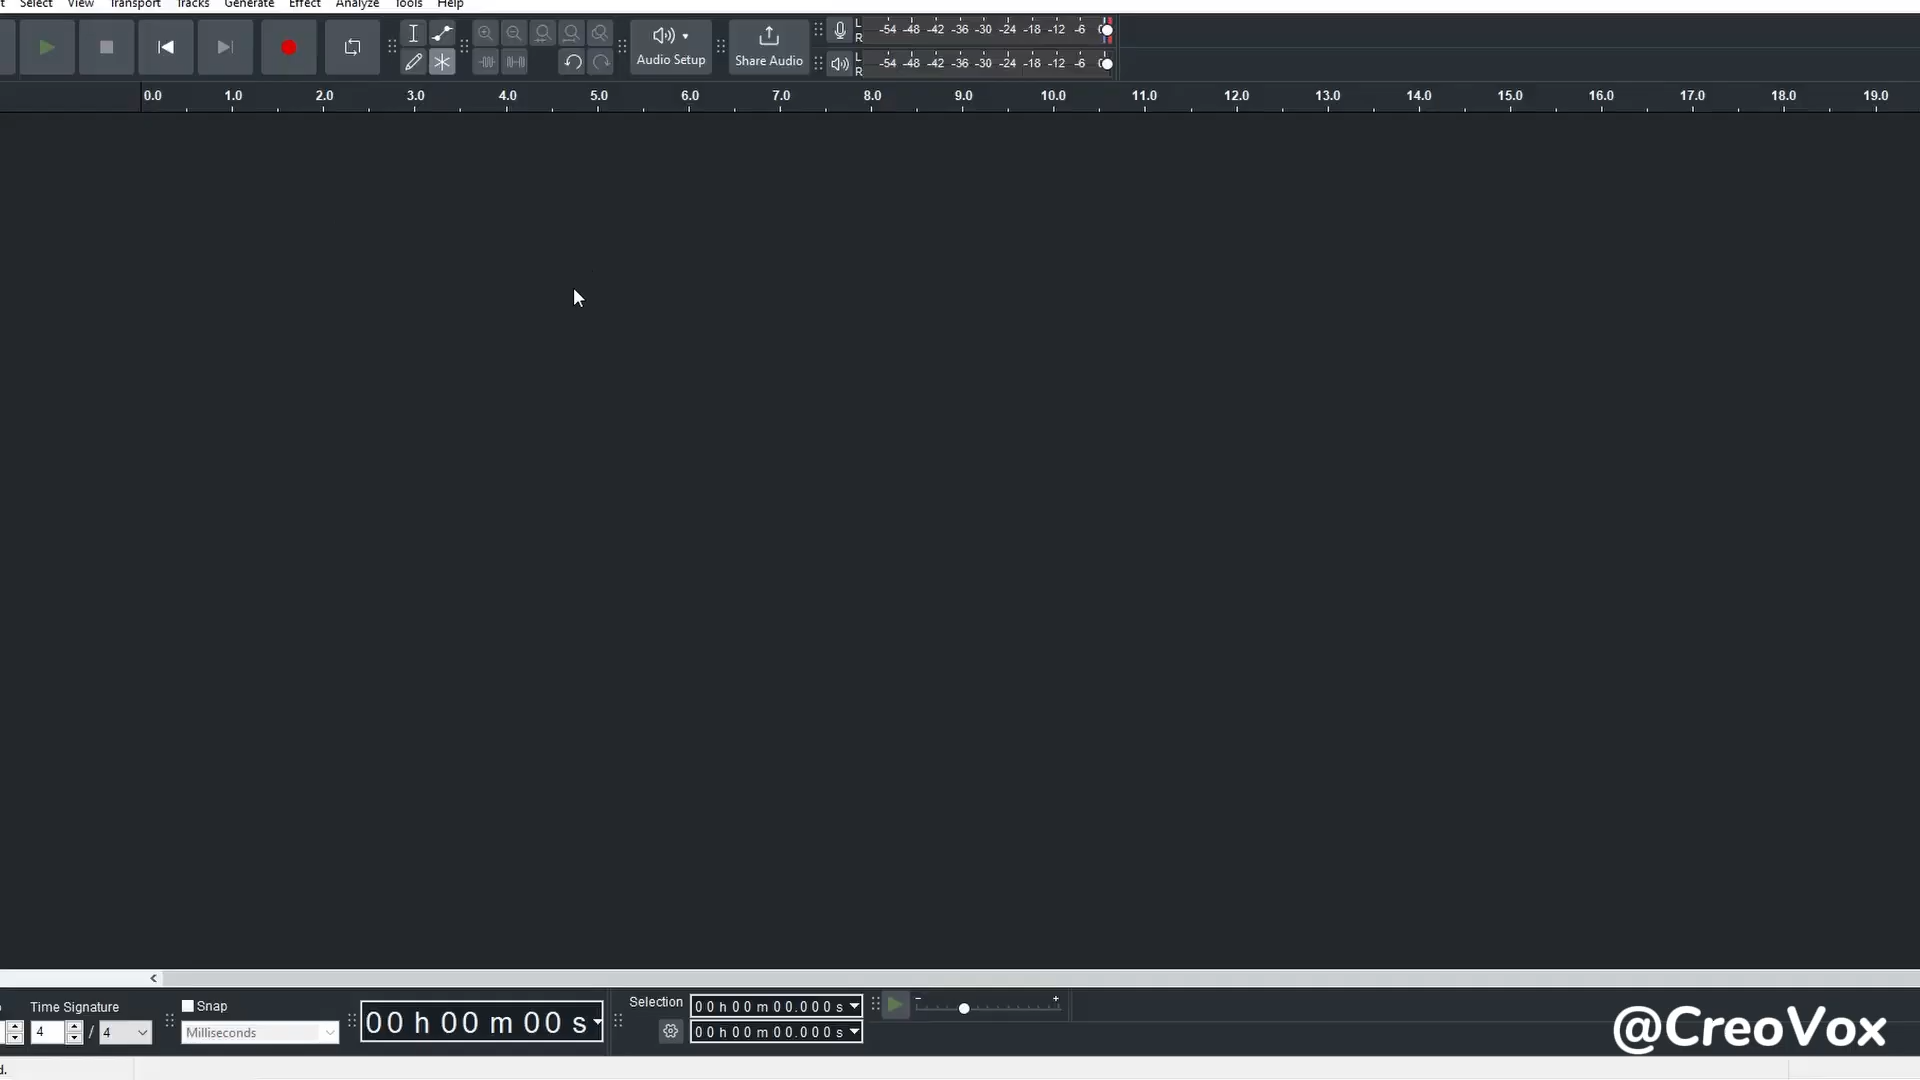 Select View Transport Tracks Generate Effect Analyze Tools Help
L -54 -48 -42 -36 -30 -24 -18 -12 -6
R
Audio Setup
Share Audio
L -54 -48 -42 -36 -30 -24 -18 -12 -6
R
0.0 1.0 2.0 3.0 4.0 5.0 6.0 7.0 8.0 9.0 10.0 11.0 12.0 13.0 14.0 15.0 16.0 17.0 18.0 19.0
Time Signature
4 / 4
Snap
Milliseconds
00 h 00 m 00 s
Selection
00 h 00 m 00.000 s
00 h 00 m 00.000 s
- +
@CreoVox
d.